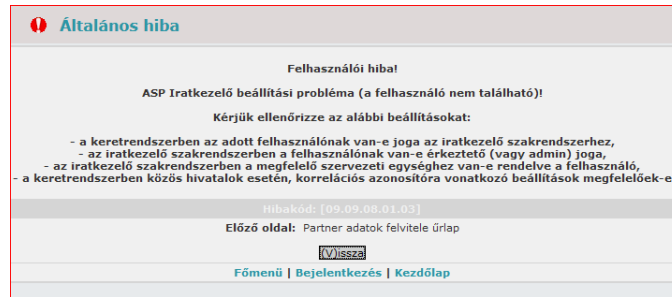 Általános hiba
Felhasználói hiba!
ASP Iratkezelő beállítási probléma (a felhasználó nem található)!
Kérjük ellenőrizze az alábbi beállításokat:
- a keretrendszerben az adott felhasználónak van-e joga az iratkezelő szakrendszerhez,
- az iratkezelő szakrendszerben a felhasználónak van-e érkeztető (vagy admin) joga,
- az iratkezelő szakrendszerben a megfelelő szervezeti egységhez van-e rendelve a felhasználó,
- a keretrendszerben közös hivatalok esetén, korrelációs azonosítóra vonatkozó beállítások megfelelőek-e
Hibakód: [09.09.08.01.03]
Előző oldal: Partner adatok felvitele űrlap
(V)issza
Főmenü | Bejelentkezés | Kezdőlap